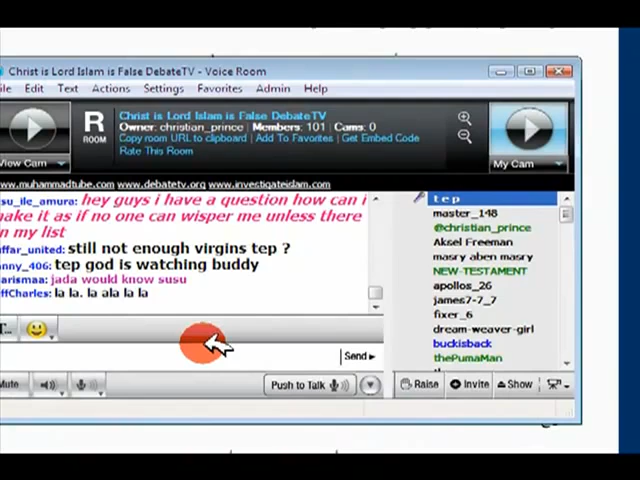 Christ is Lord Islam is False DebateTV - Voice Room
Edit Text Actions Settings Favorites Admin Help
R
ROOM
Christ is Lord Islam is False DebateTV
Owner: christian_prince | Members: 101 | Cams: 0
Copy room URL to clipboard | Add To Favorites | Get Embed Code
Rate This Room
View Cam
My Cam
www.muhammadtube.com www.debatetv.org www.investigateislam.com
su_ile_amura: hey guys i have a question how can i
make it as if no one can wisper me unless there
in my list
ffar_united: still not enough virgins tep ?
anny_406: tep god is watching buddy
arismaa: jada would know susu
ffCharles: la la. la ala la la
t e p
master_148
@christian_prince
Aksel Freeman
masry aben masry
NEW-TESTAMENT
apollos_26
james7-7_7
fixer_6
dream-weaver-girl
buckisback
thePumaMan
Send
Mute
Push to Talk
Raise
Invite
Show